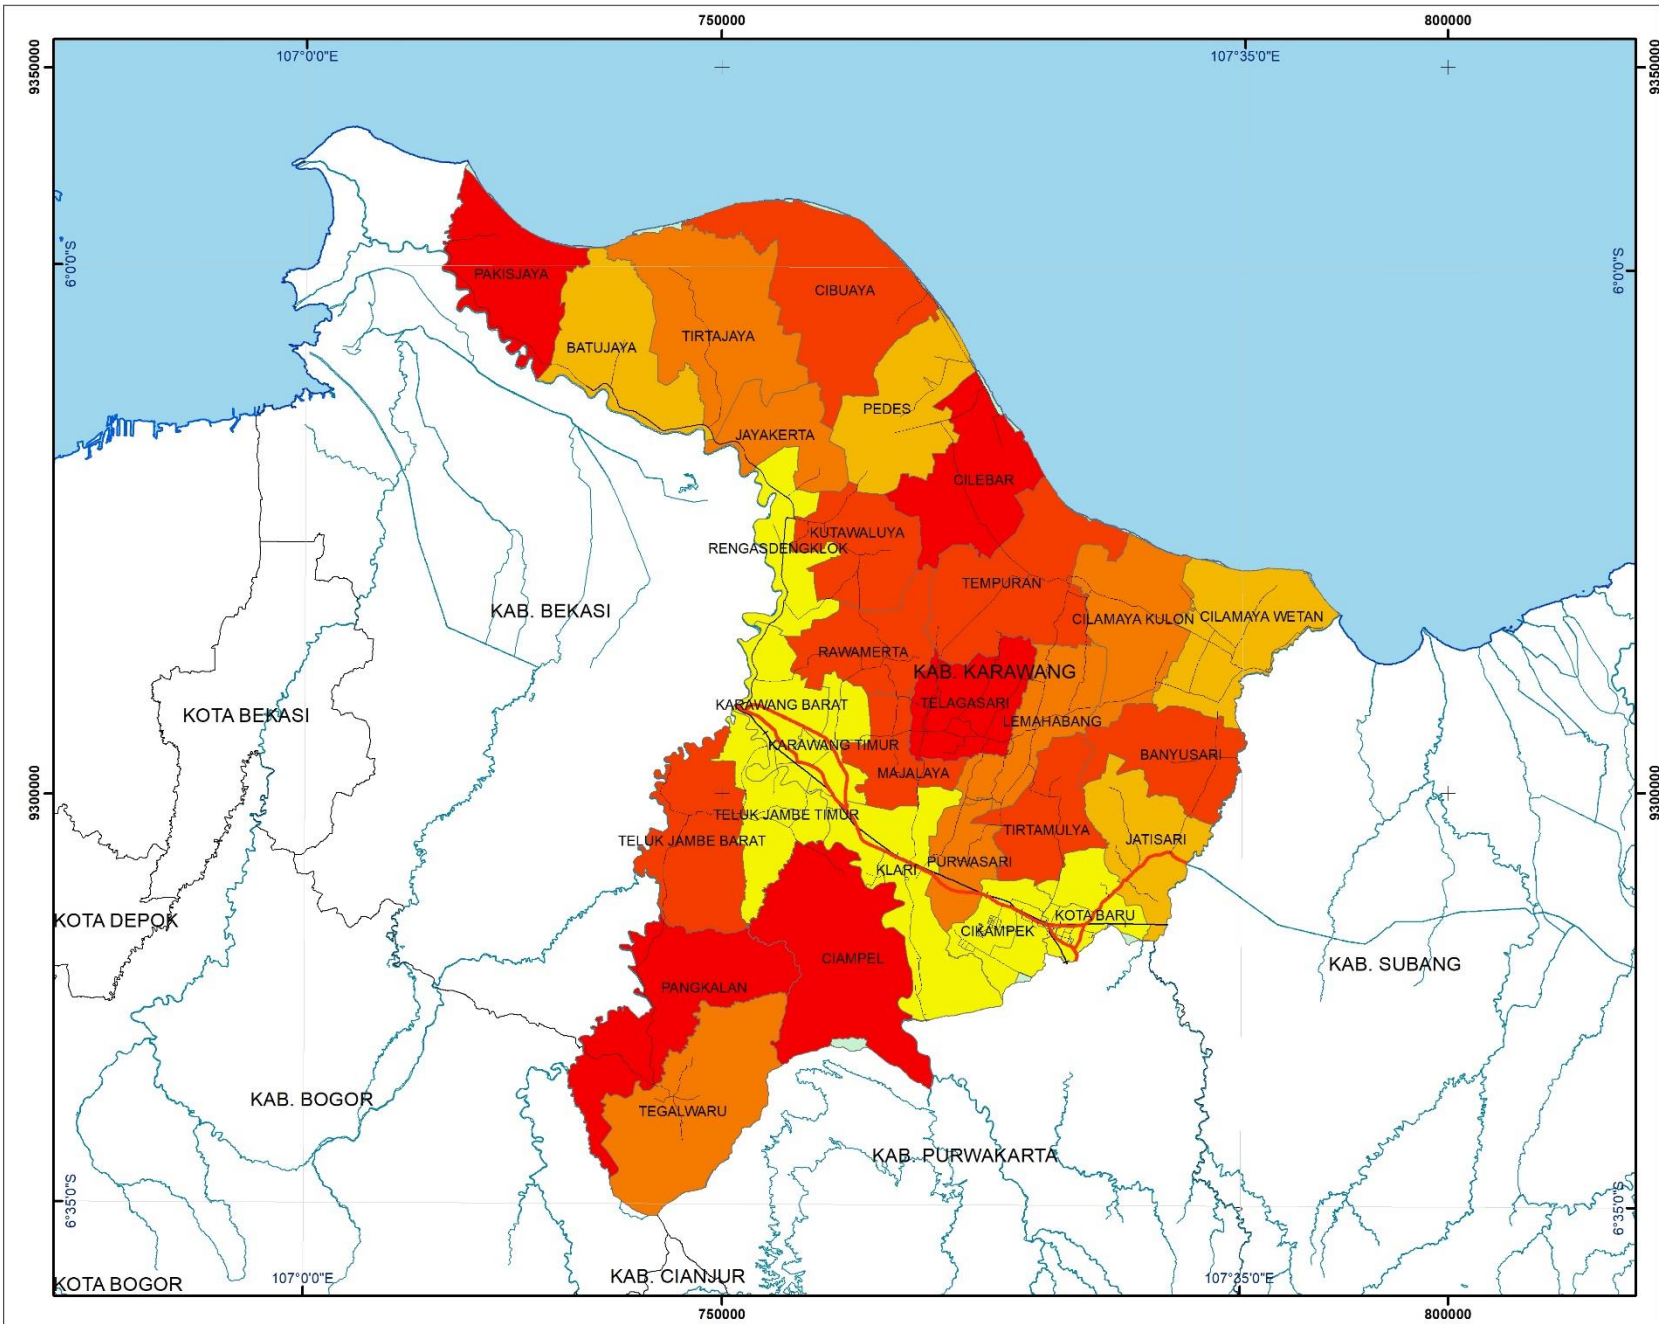 750000
800000
9350000
107°0'0"E
107°35'0"E
9350000
6°0'0"S
6°0'0"S
PAKISJAYA
CIBUAYA
TIRTAJAYA
BATUJAYA
PEDES
JAYAKERTA
CILEBAR
KUTAWALUYA
RENGASDENGKLOK
TEMPURAN
KAB. BEKASI
CILAMAYA KULON
CILAMAYA WETAN
RAWAMERTA
KAB. KARAWANG
TELAGASARI
KARAWANG BARAT
KOTA BEKASI
LEMAHABANG
KARAWANG TIMUR
BANYUSARI
MAJALAYA
9330000
9330000
TELUK JAMBE TIMUR
TIRTAMULYA
TELUK JAMBE BARAT
JATISARI
PURWASARI
KLARI
KOTA DEPOK
KOTA BARU
CIKAMPEK
CIAMPEL
KAB. SUBANG
PANGKALAN
KAB. BOGOR
TEGALWARU
KAB. PURWAKARTA
6°35'0"S
6°35'0"S
KOTA BOGOR
107°0'0"E
KAB. CIANJUR
107°35'0"E
750000
800000